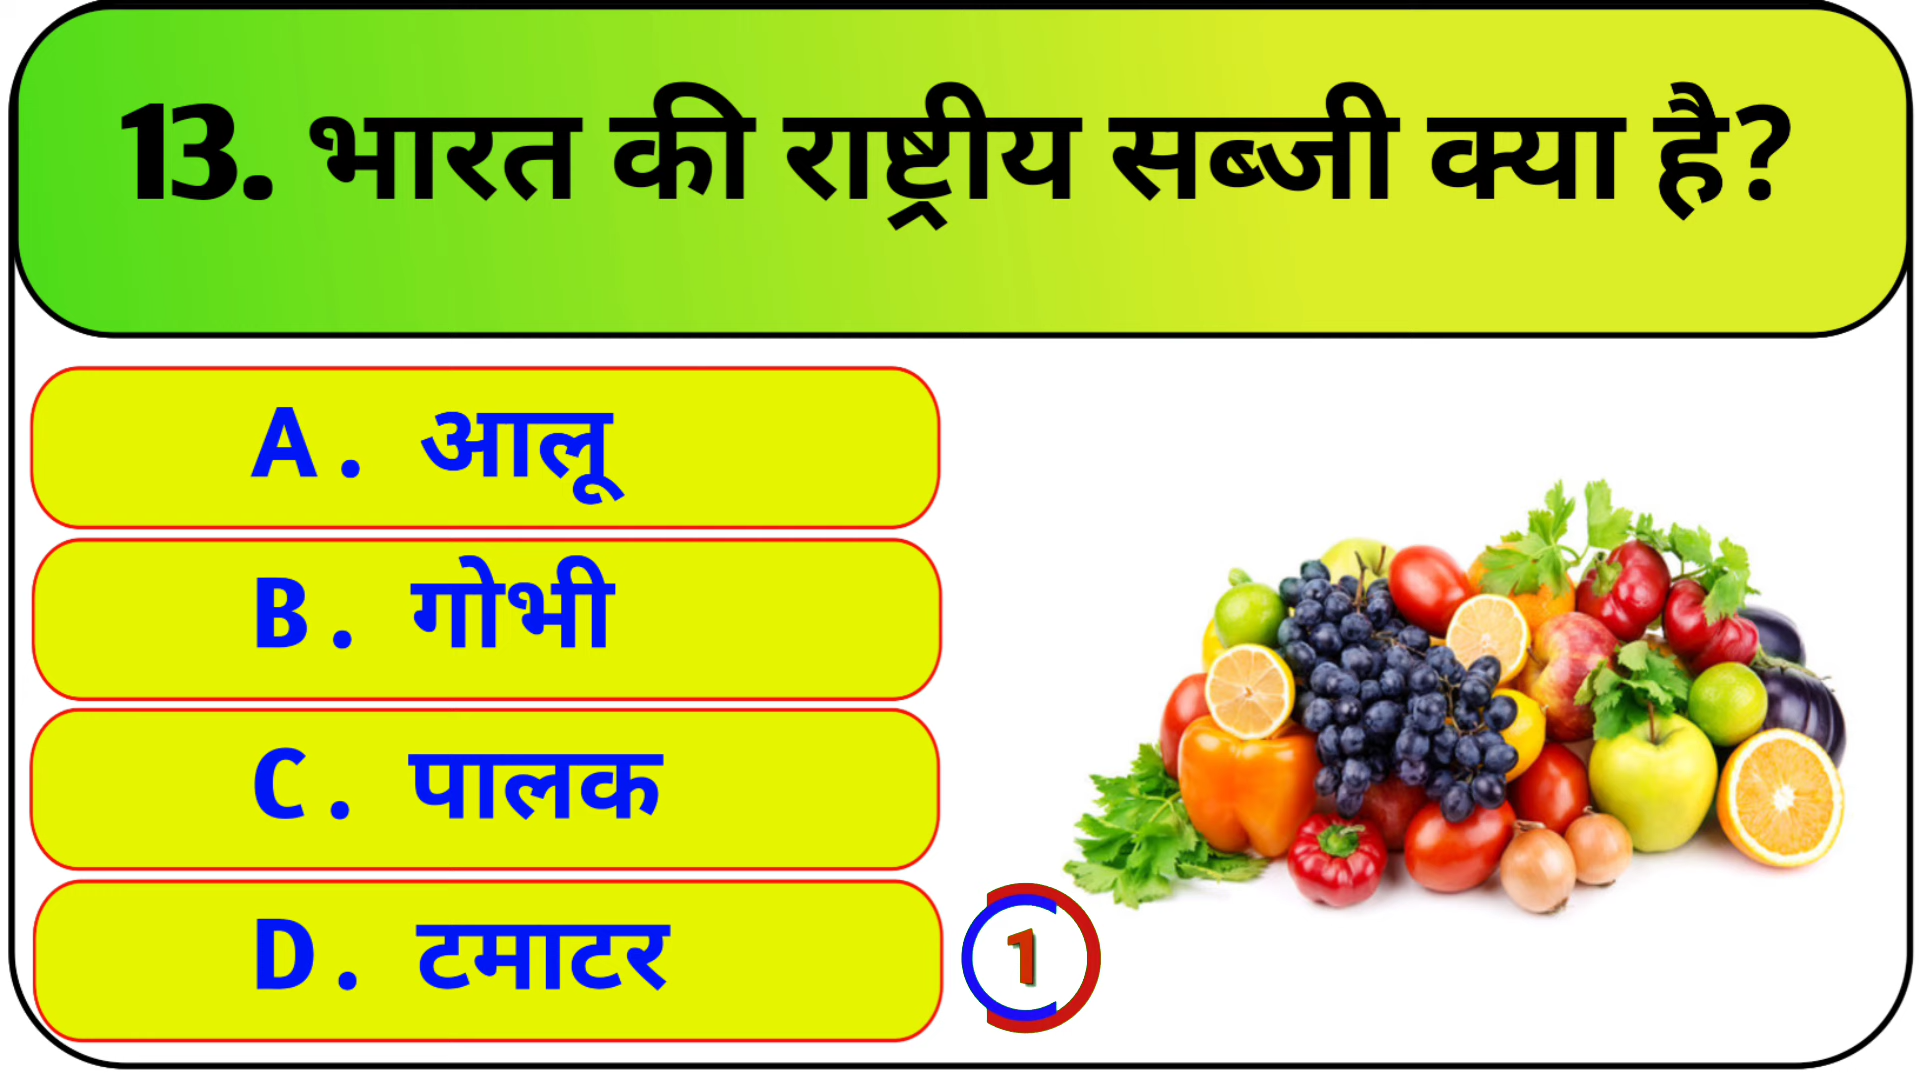 13. भारत की राष्ट्रीय सब्जी क्या है?
A. आलू
B. गोभी
C. पालक
D. टमाटर
1